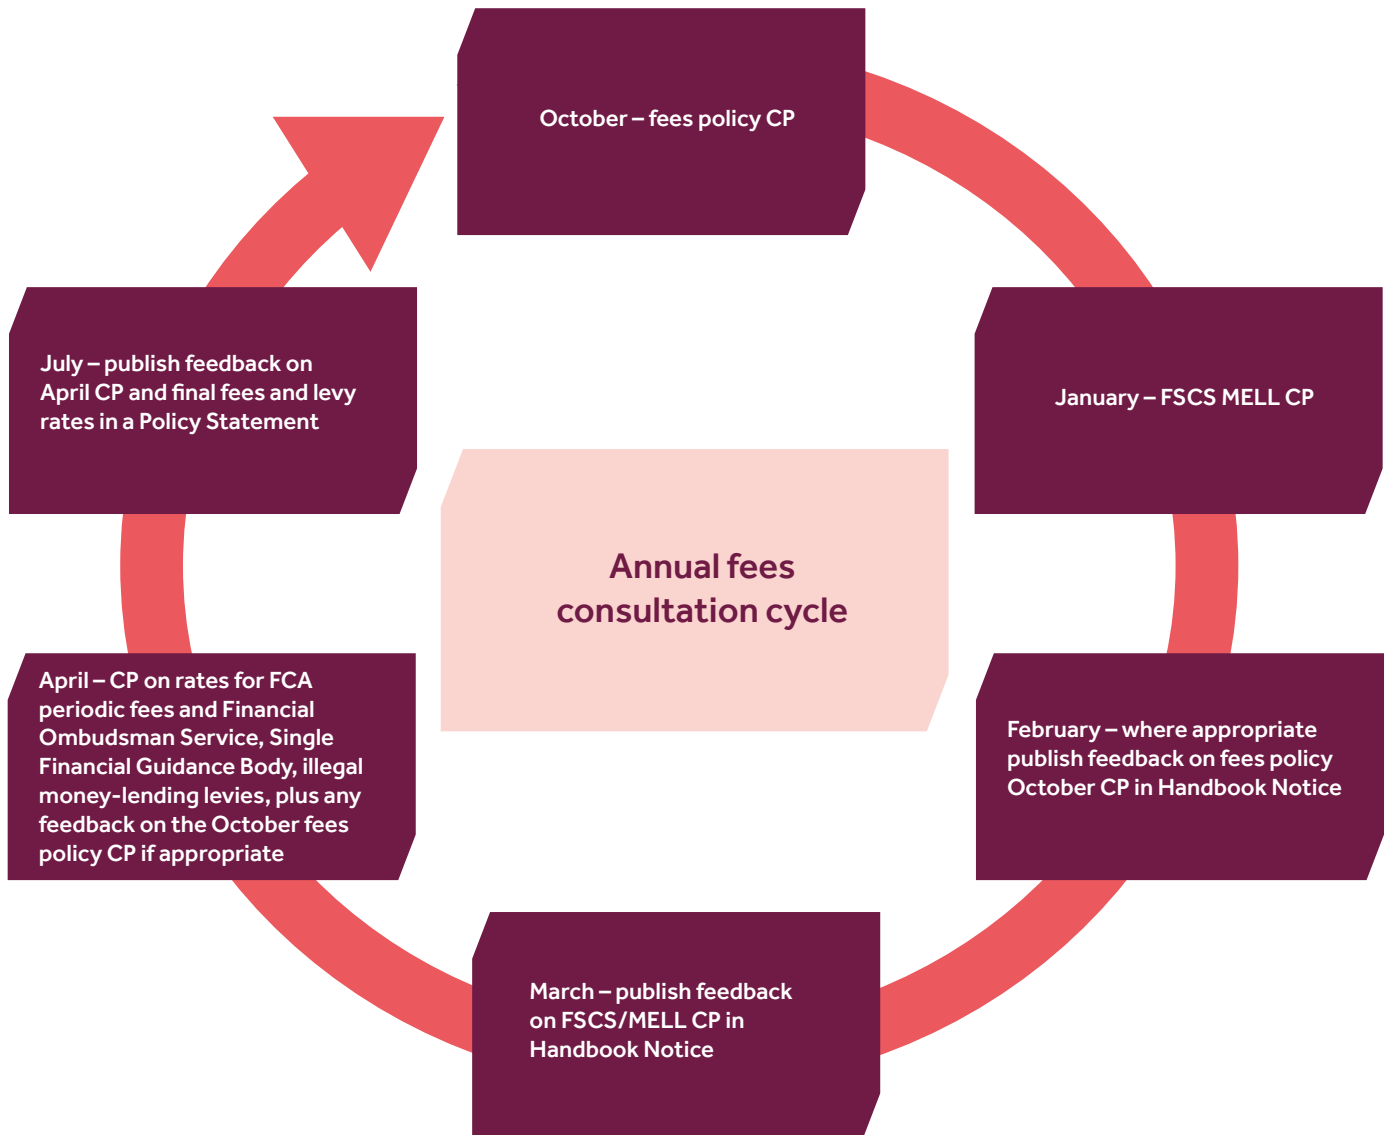 October – fees policy CP
January – FSCS MELL CP
February – where appropriate
publish feedback on fees policy
October CP in Handbook Notice
March – publish feedback
on FSCS/MELL CP in
Handbook Notice
April – CP on rates for FCA
periodic fees and Financial
Ombudsman Service, Single
Financial Guidance Body, illegal
money-lending levies, plus any
feedback on the October fees
policy CP if appropriate
July – publish feedback on
April CP and final fees and levy
rates in a Policy Statement
Annual fees
consultation cycle